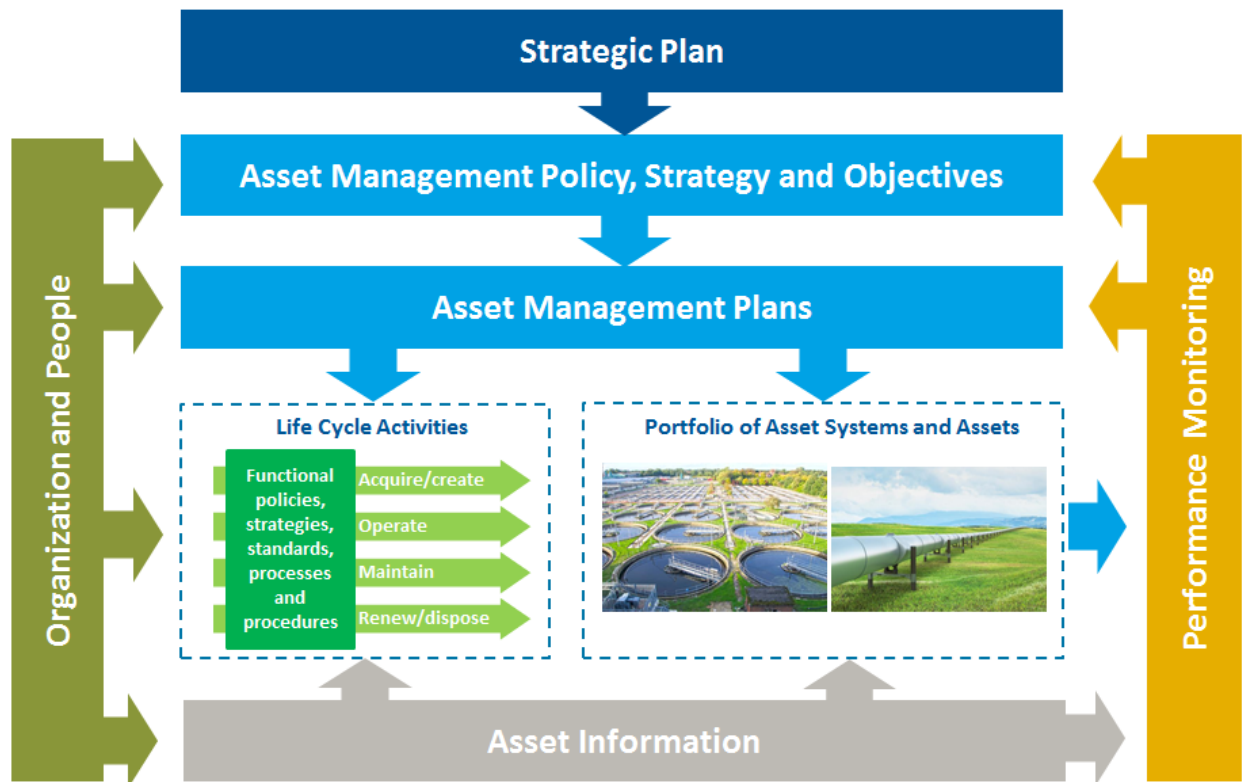 Strategic Plan
Asset Management Policy, Strategy and Objectives
Asset Management Plans
Organization and People
Life Cycle Activities
Functional
policies,
strategies,
standards,
processes
and
procedures
Acquire/create
Operate
Maintain
Renew/dispose
Portfolio of Asset Systems and Assets
Performance Monitoring
Asset Information